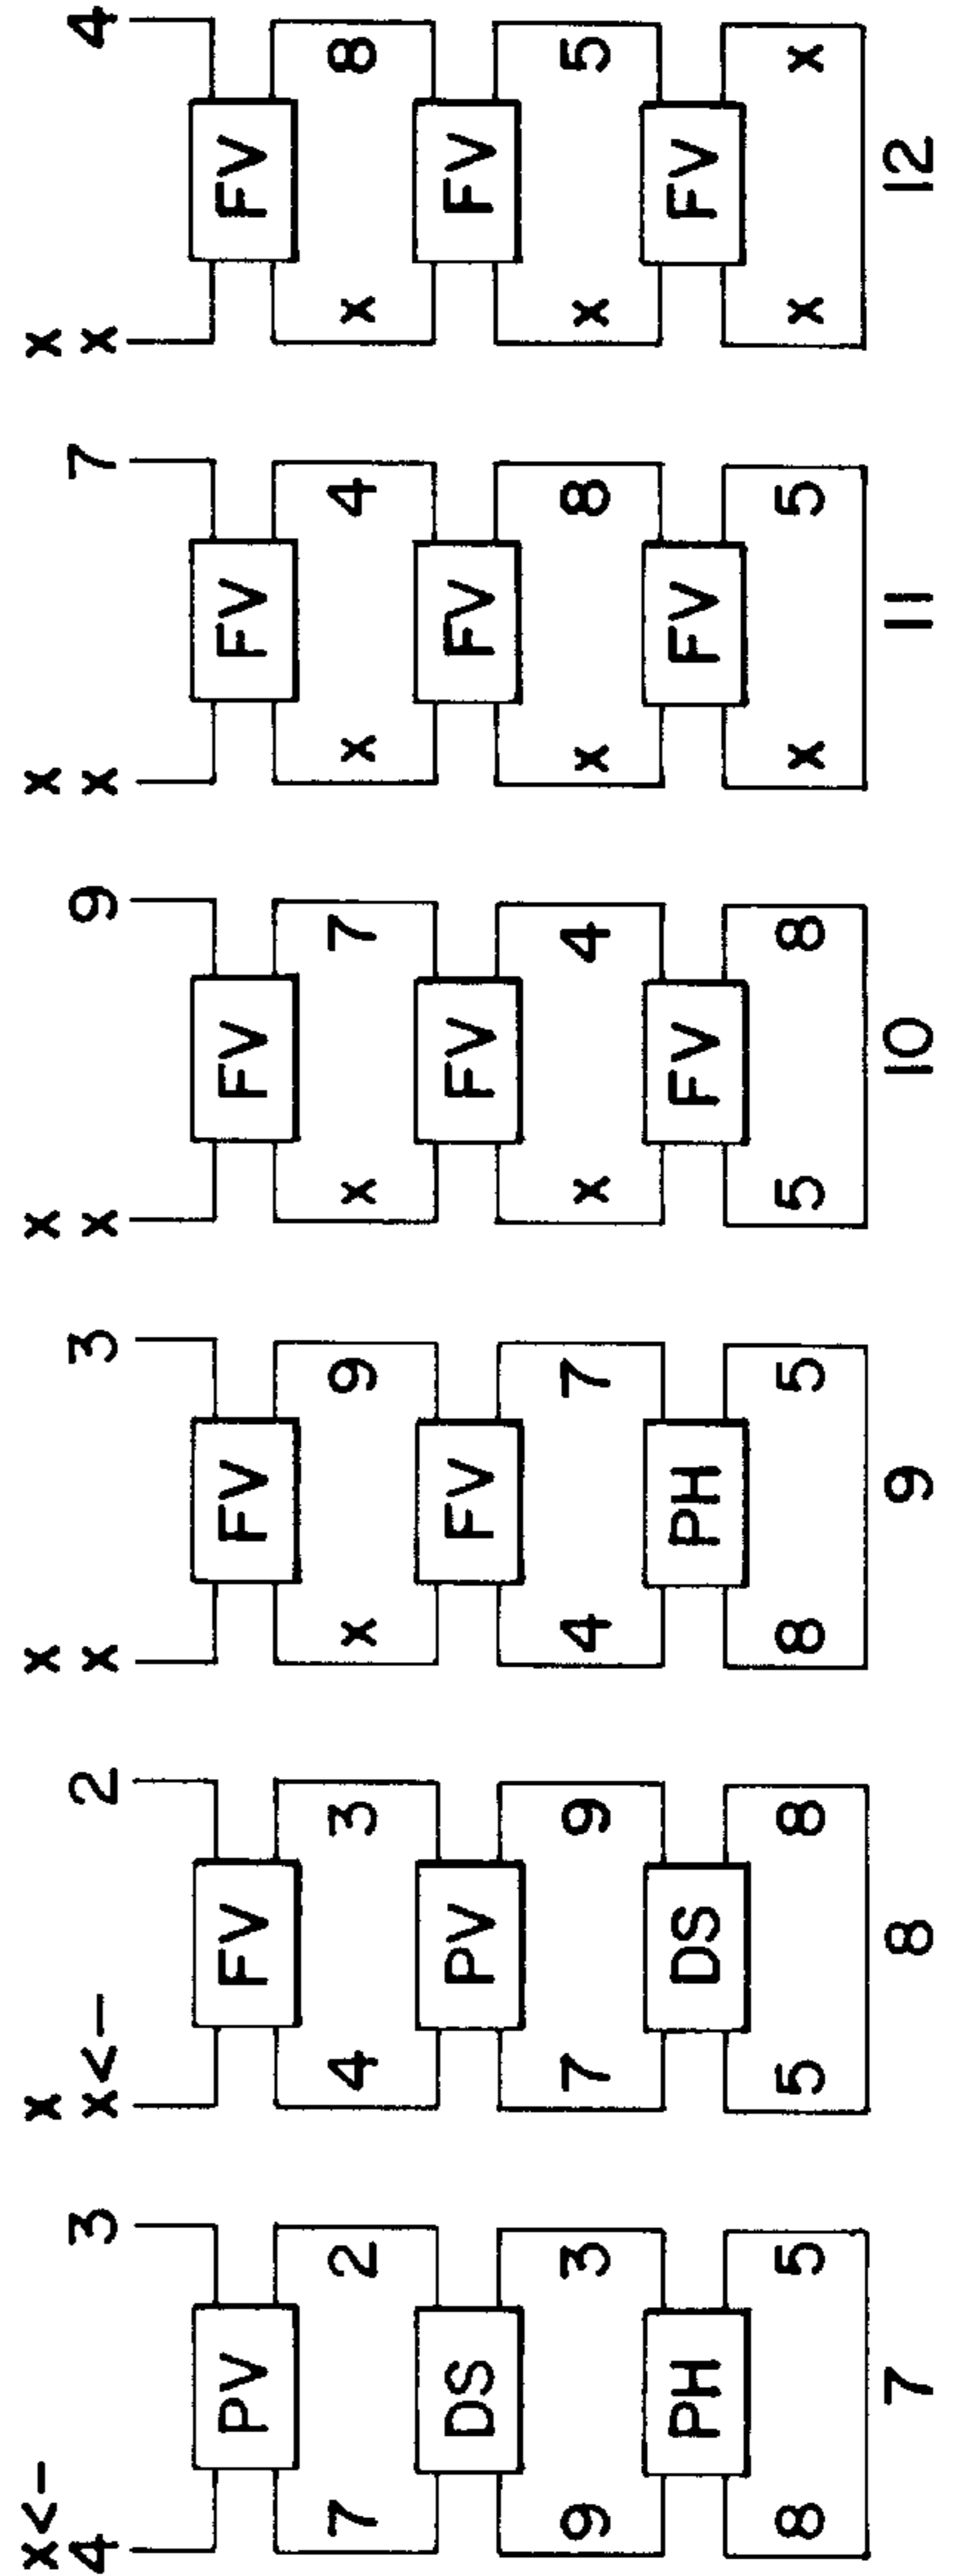 x<- x x x x x
4 3 x<- 2 x 3 x 9 x 7 x 4
PV FV FV FV FV FV
7 2 4 3 x 9 x 7 x 4 x 8
DS PV FV FV FV FV
9 3 7 9 4 7 x 4 x 8 x 5
PH DS PH FV FV FV
8 5 5 8 8 5 5 8 x 5 x x
7 8 9 10 11 12